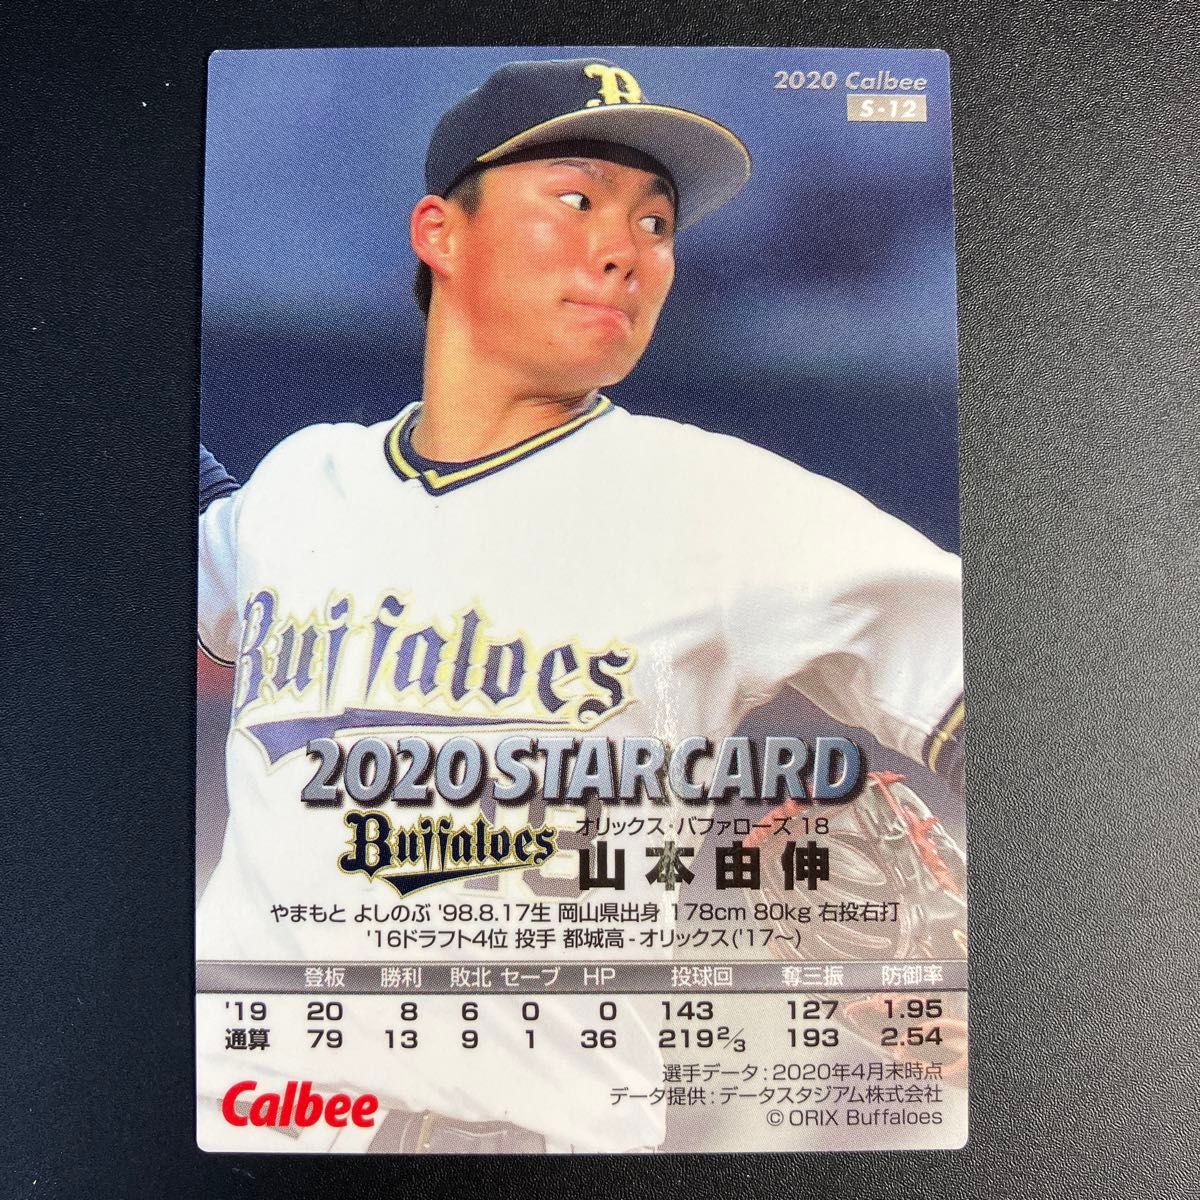 2020 Calbee
S-12
Buffaloes
2020 STARCARD
Buffaloes
オリックス・バファローズ 18
山本由伸
やまもと よしのぶ '98.8.17生 岡山県出身 178cm 80kg 右投右打
'16ドラフト4位 投手 都城高-オリックス('17〜)
登板 勝利 敗北 セーブ HP 投球回 奪三振 防御率
'19 20 8 6 0 0 143 127 1.95
通算 79 13 9 1 36 219 2/3 193 2.54
選手データ:2020年4月末時点
データ提供:データスタジアム株式会社
© ORIX Buffaloes
Calbee